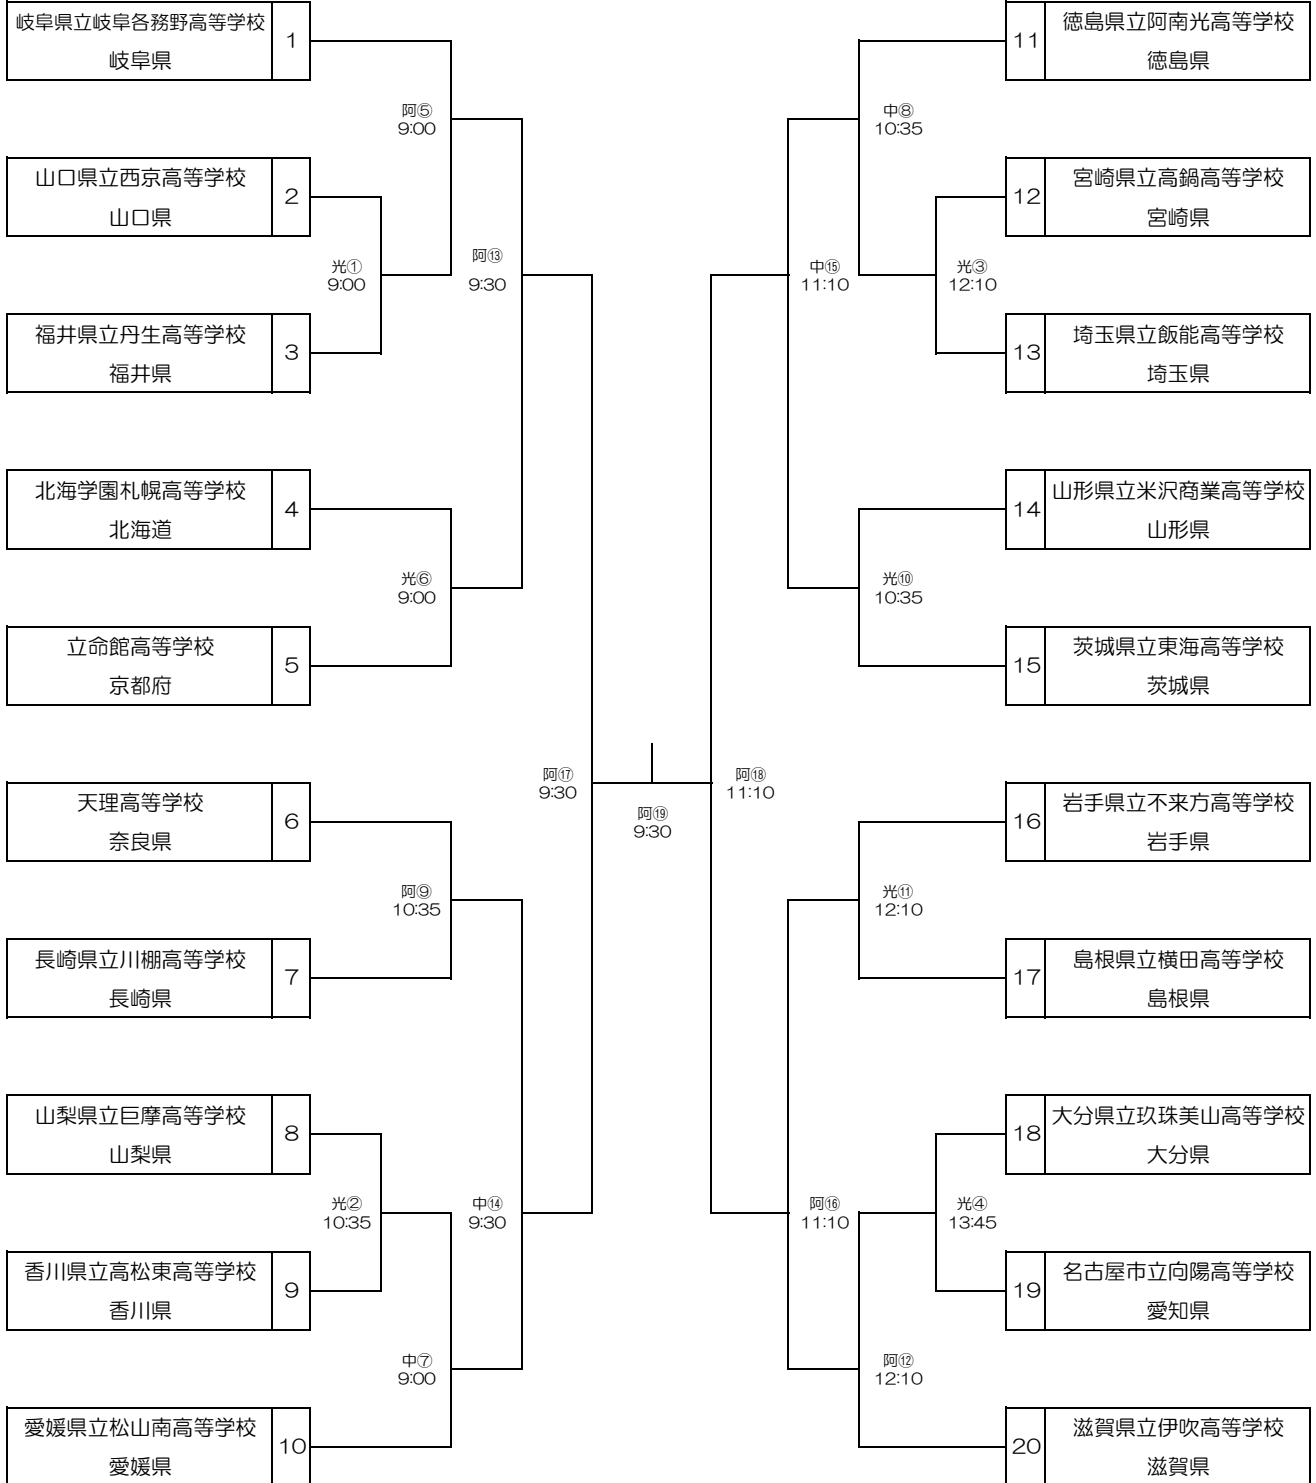 岐阜県立岐阜各務野高等学校
岐阜県
1
阿⑤
9:00
山口県立西京高等学校
山口県
2
光①
9:00
阿⑬
9:30
福井県立丹生高等学校
福井県
3
北海学園札幌高等学校
北海道
4
光⑥
9:00
立命館高等学校
京都府
5
阿⑰
9:30
天理高等学校
奈良県
6
阿⑨
10:35
長崎県立川棚高等学校
長崎県
7
山梨県立巨摩高等学校
山梨県
8
光②
10:35
中⑭
9:30
香川県立高松東高等学校
香川県
9
中⑦
9:00
愛媛県立松山南高等学校
愛媛県
10
阿⑲
9:30
11
徳島県立阿南光高等学校
徳島県
中⑧
10:35
12
宮崎県立高鍋高等学校
宮崎県
中⑮
11:10
光③
12:10
13
埼玉県立飯能高等学校
埼玉県
14
山形県立米沢商業高等学校
山形県
光⑩
10:35
15
茨城県立東海高等学校
茨城県
阿⑱
11:10
16
岩手県立不来方高等学校
岩手県
光⑪
12:10
17
島根県立横田高等学校
島根県
18
大分県立玖珠美山高等学校
大分県
阿⑯
11:10
光④
13:45
19
名古屋市立向陽高等学校
愛知県
阿⑫
12:10
20
滋賀県立伊吹高等学校
滋賀県